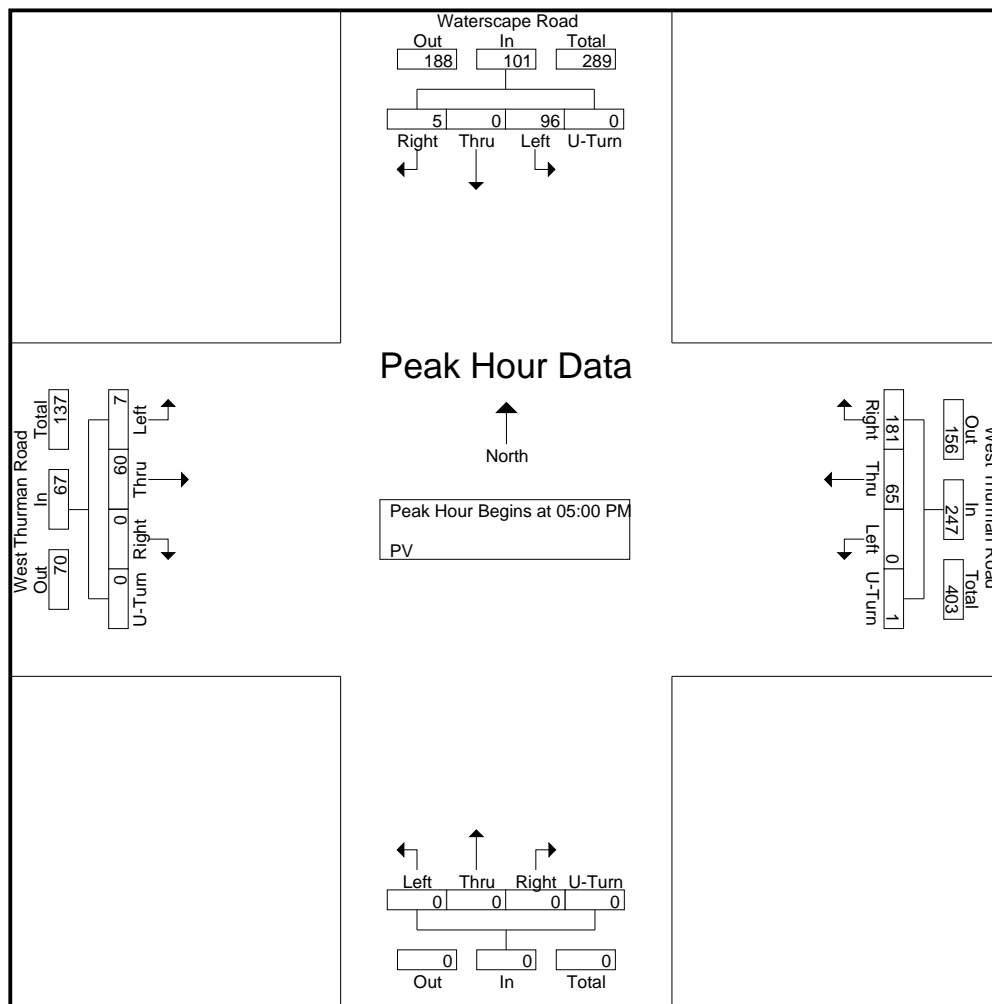 Waterscape Road
Out In Total
188 101 289
5 0 96 0
Right Thru Left U-Turn
Peak Hour Data
North
Peak Hour Begins at 05:00 PM
PV
West Thurman Road
Total In Out
137 67 70
7 60 0 0
Left Thru Right U-Turn
West Thurman Road
Out In Total
156 247 403
181 65 0 1
Right Thru Left U-Turn
Left Thru Right U-Turn
0 0 0 0
0 0 0
Out In Total